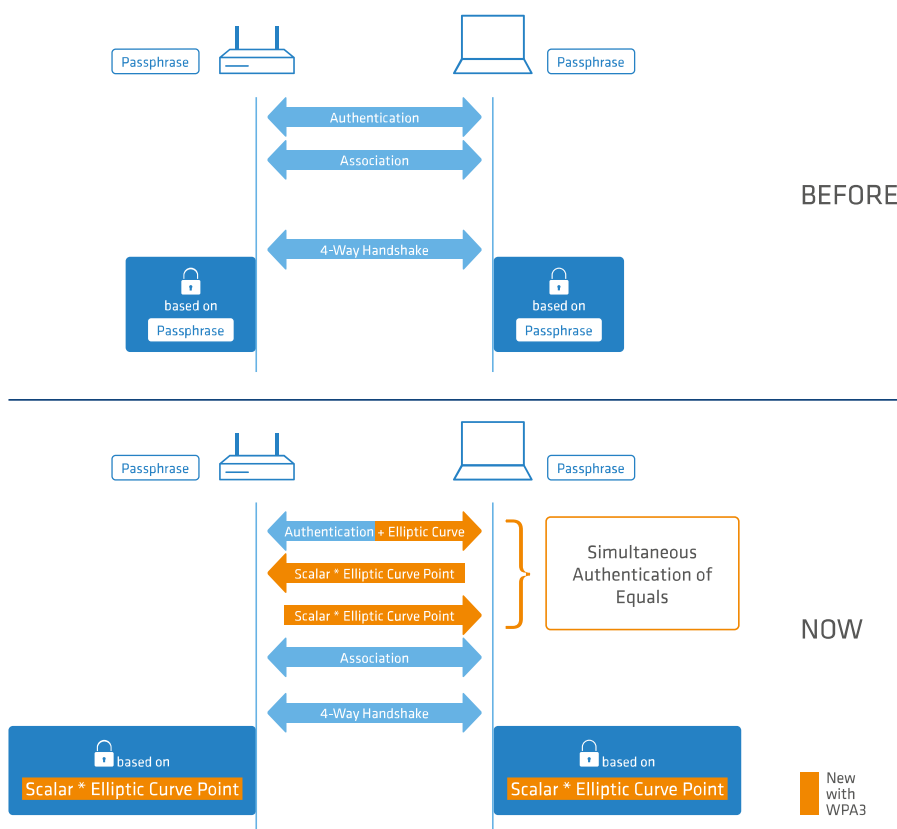 Passphrase
Passphrase
Authentication
Association
BEFORE
4-Way Handshake
based on
Passphrase
based on
Passphrase
Passphrase
Passphrase
Authentication + Elliptic Curve
Scalar * Elliptic Curve Point
Scalar * Elliptic Curve Point
Simultaneous
Authentication of
Equals
NOW
Association
4-Way Handshake
based on
Scalar * Elliptic Curve Point
based on
Scalar * Elliptic Curve Point
New
with
WPA3